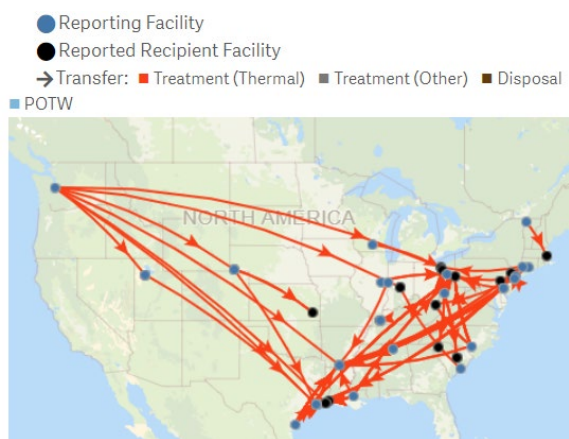 Reporting Facility
Reported Recipient Facility
Transfer: Treatment (Thermal) Treatment (Other) Disposal
POTW
NORTH AMERICA